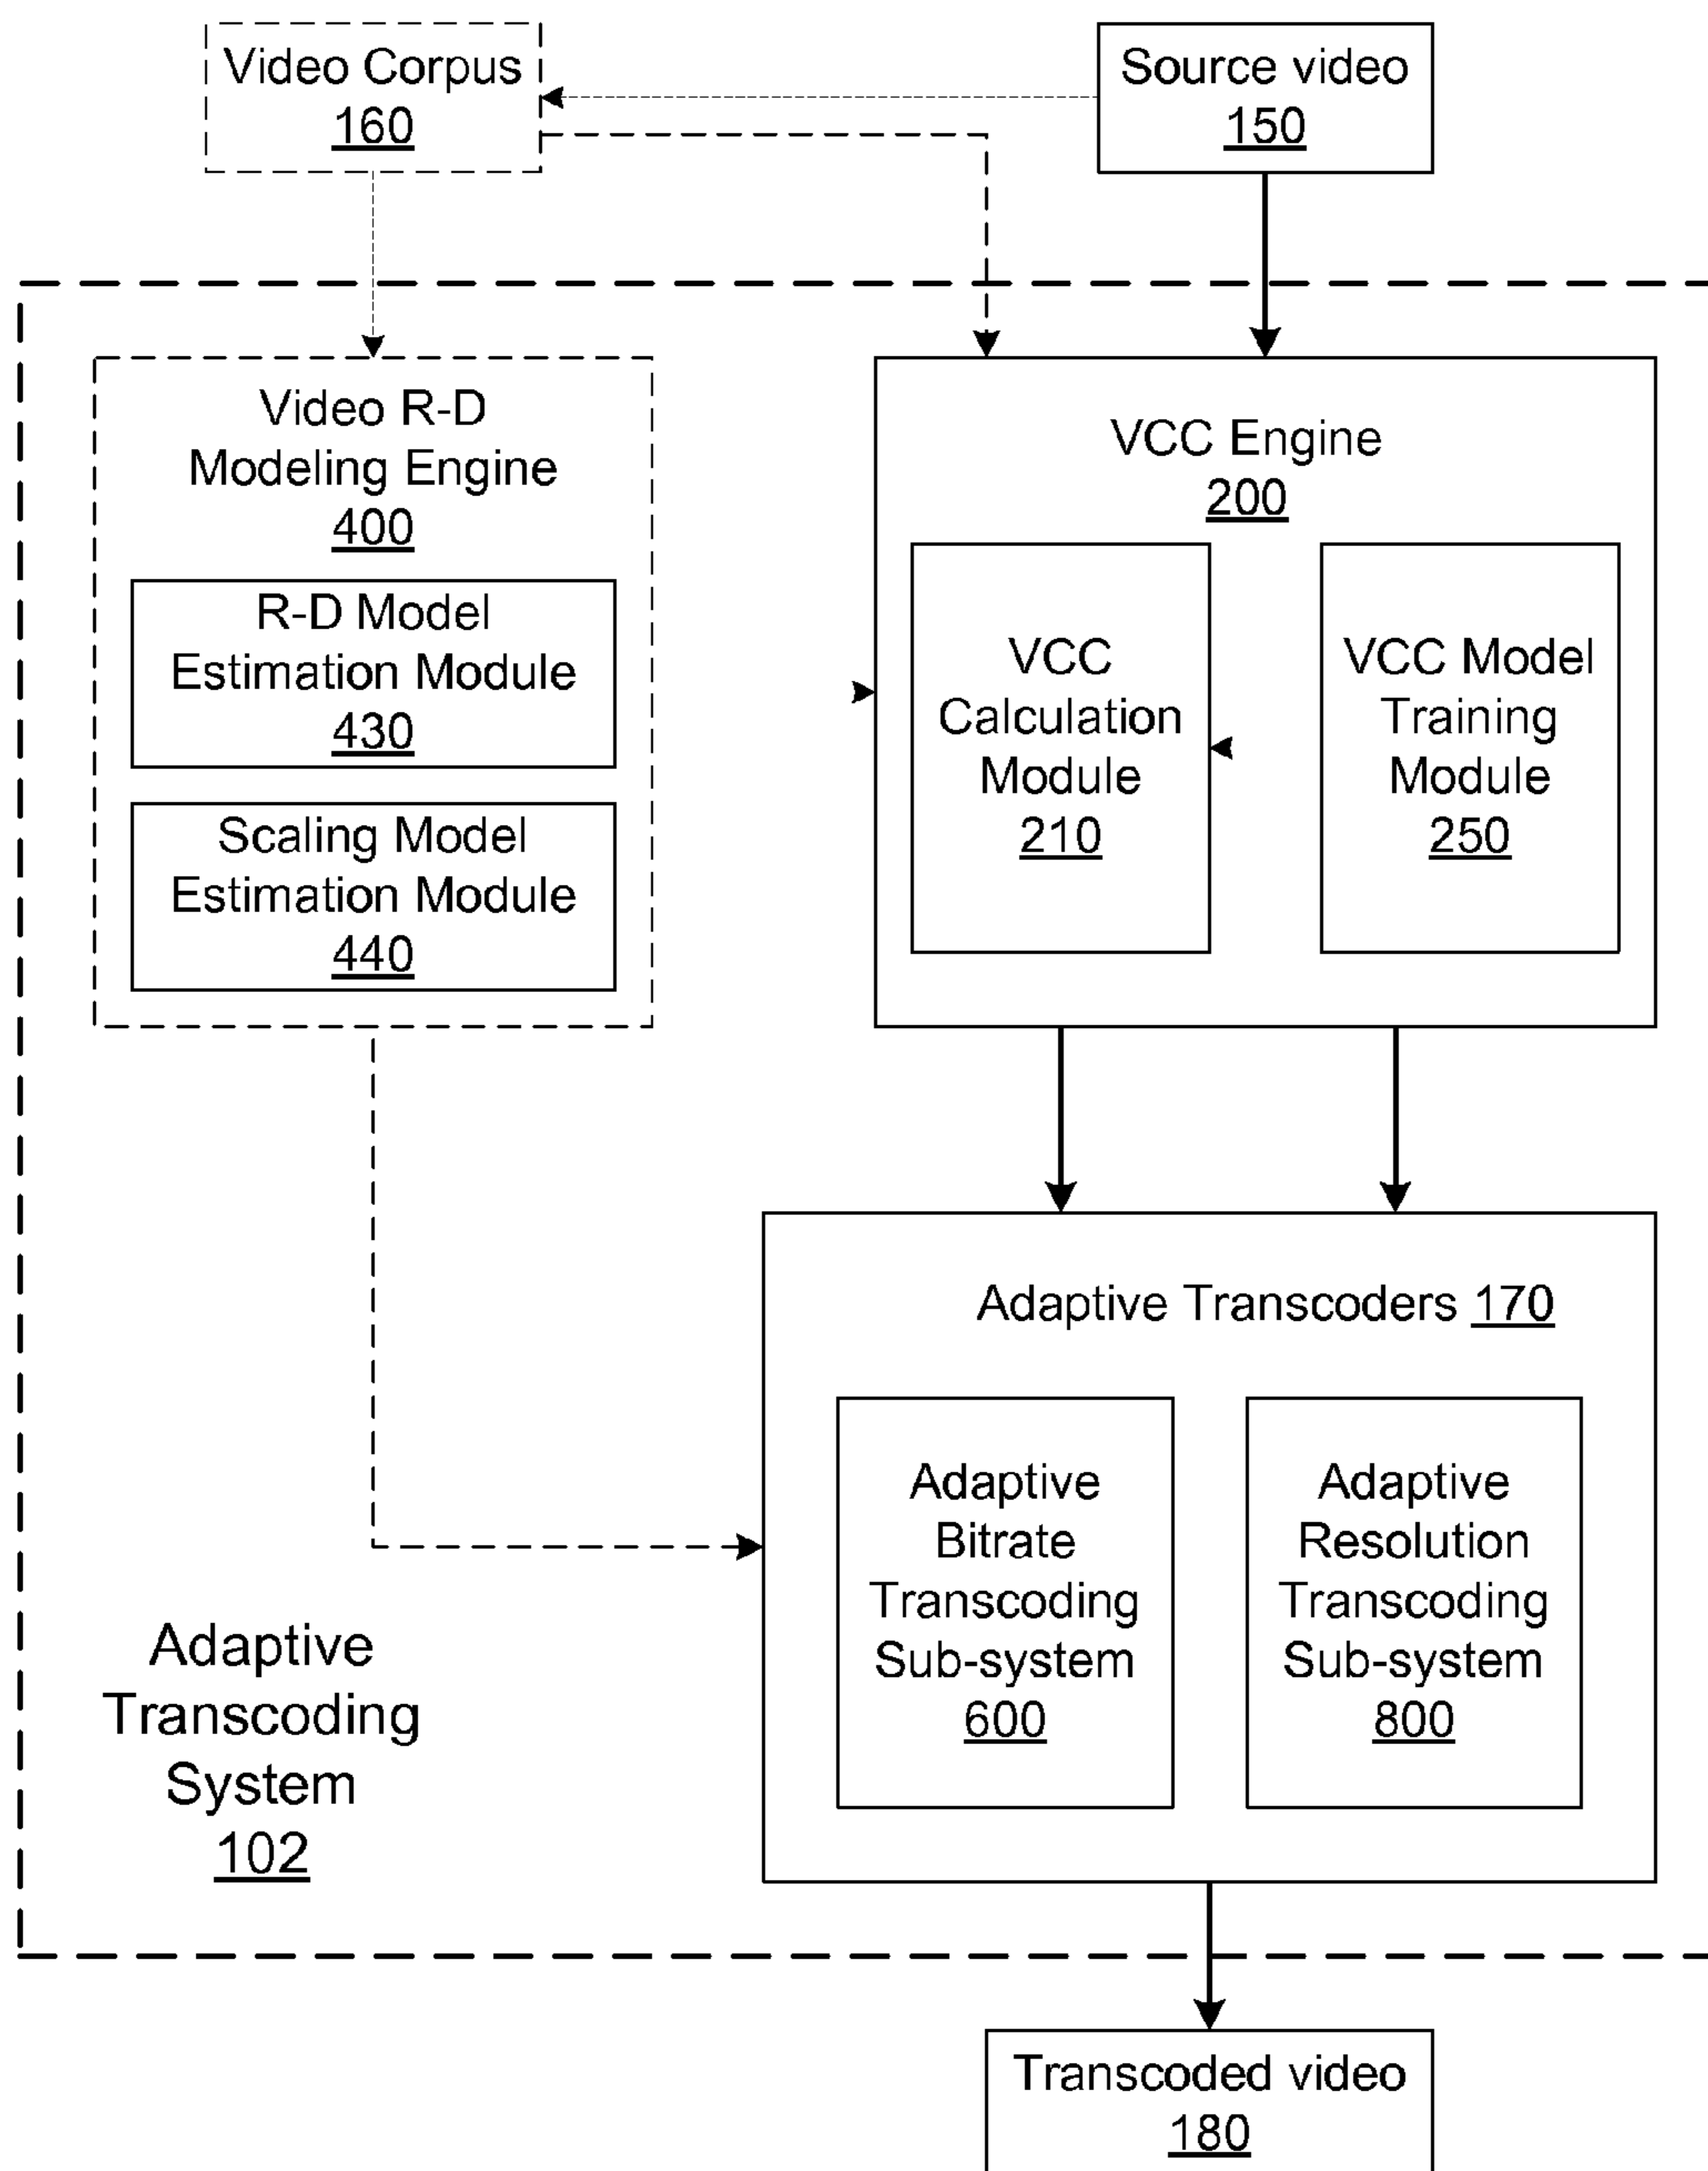 Video Corpus
160
Source video
150
Video R-D
Modeling Engine
400
R-D Model
Estimation Module
430
Scaling Model
Estimation Module
440
VCC Engine
200
VCC
Calculation
Module
210
VCC Model
Training
Module
250
Adaptive Transcoders 170
Adaptive
Bitrate
Transcoding
Sub-system
600
Adaptive
Resolution
Transcoding
Sub-system
800
Adaptive
Transcoding
System
102
Transcoded video
180